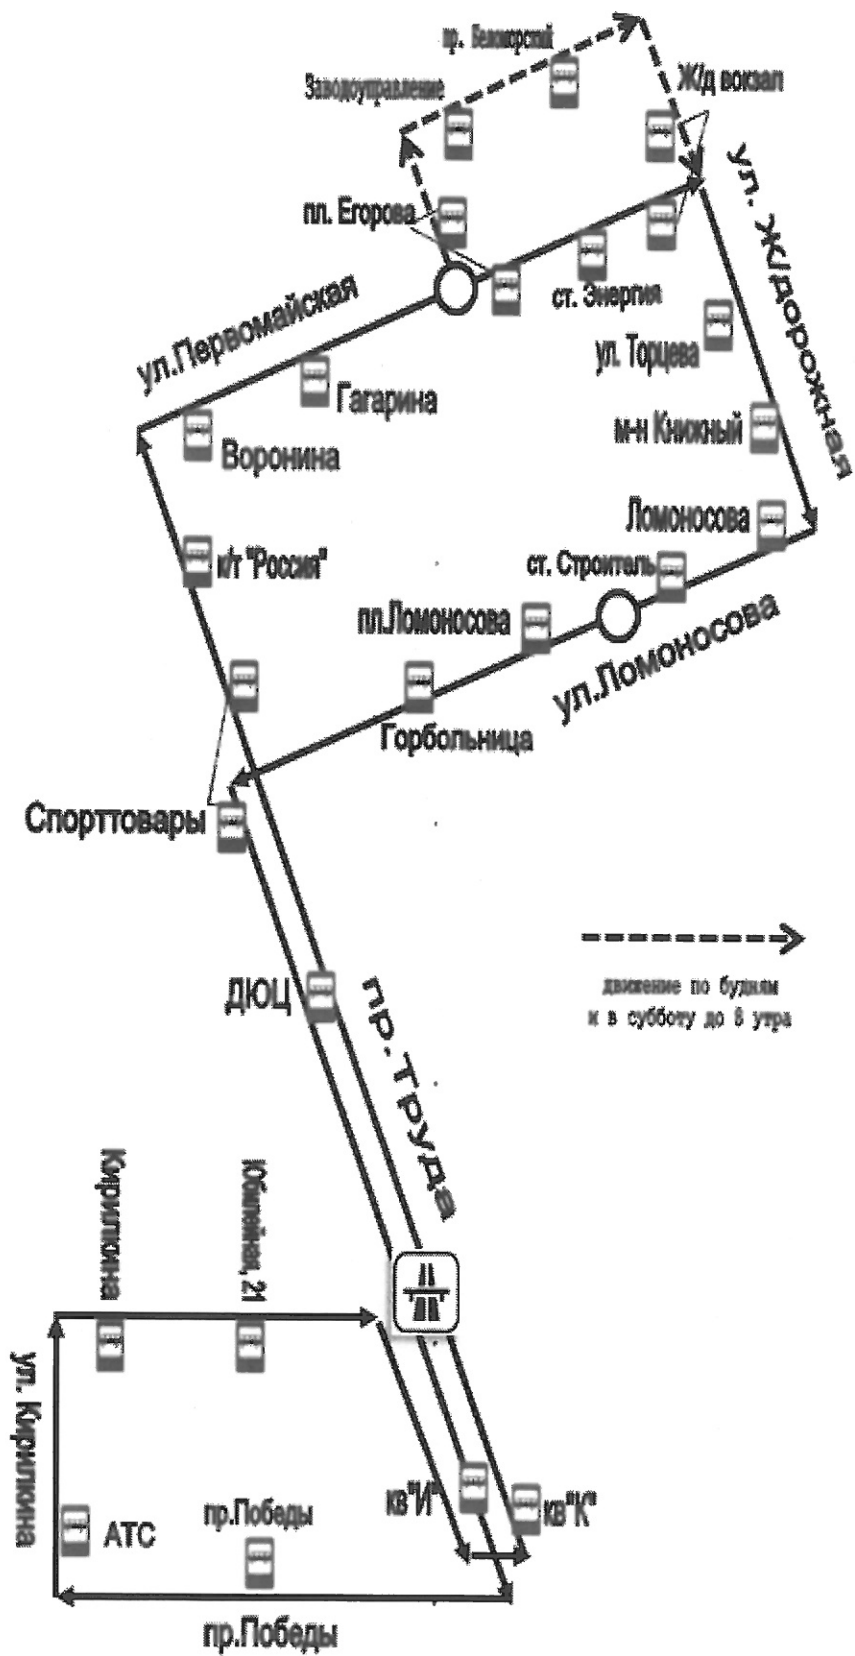 пр. Беломорский
Заводоуправление
Ж/д вокзал
ул. Ж/дорожная
пл. Егорова
ст. Энергия
ул.Первомайская
ул. Торцева
Гагарина
м-н Книжный
Воронина
Ломоносова
к/т "Россия"
ст. Строитель
пл.Ломоносова
ул.Ломоносова
Горбольница
Спорттовары
ДЮЦ
пр.Труда
движение по будням
и в субботу до 8 утра
Кирилкина
Юбилейная, 21
ул. Кирилкина
кв"И"
кв"К"
АТС
пр.Победы
пр.Победы